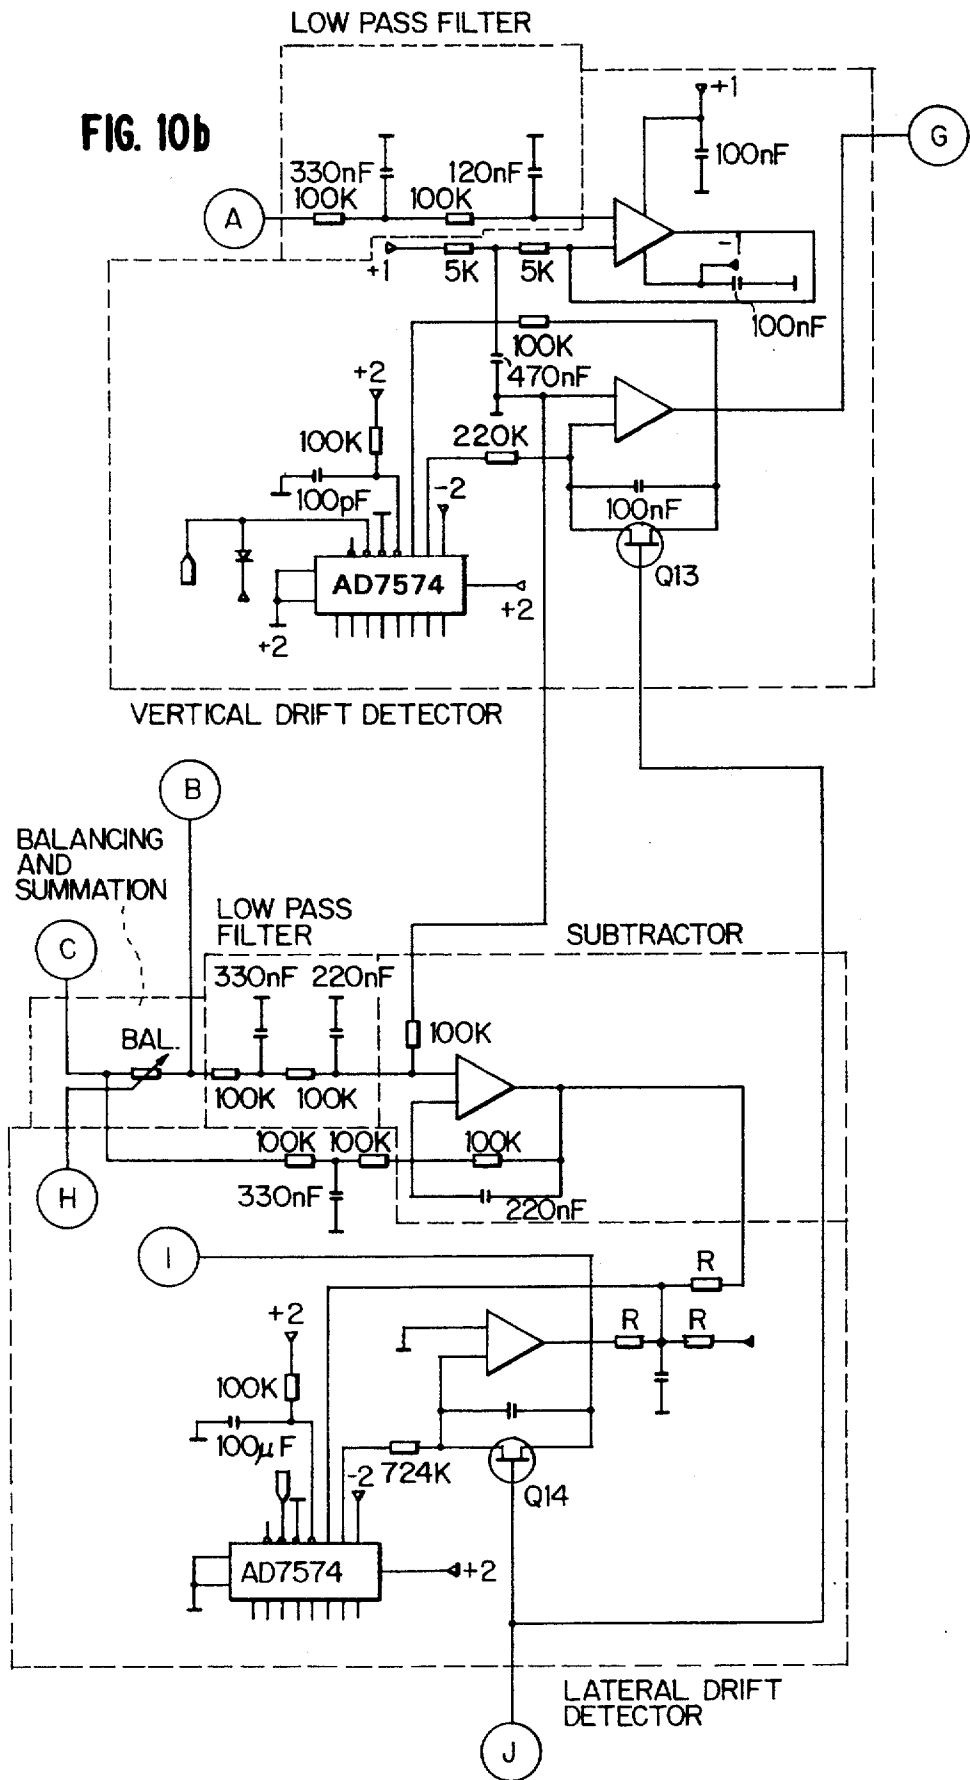 LOW PASS FILTER
FIG. 10b
+1
G
330nF
120nF
100nF
100K
100K
A
-1
+1
5K
5K
100nF
100K
470nF
+2
100K
220K
100pF
-2
100nF
Q13
AD7574
+2
+2
VERTICAL DRIFT DETECTOR
B
BALANCING
AND
SUMMATION
LOW PASS
FILTER
SUBTRACTOR
C
330nF
220nF
BAL.
100K
100K
100K
100K
100K
100K
H
330nF
220nF
I
R
+2
R
R
100K
100µF
-2
724K
Q14
AD7574
+2
LATERAL DRIFT
DETECTOR
J